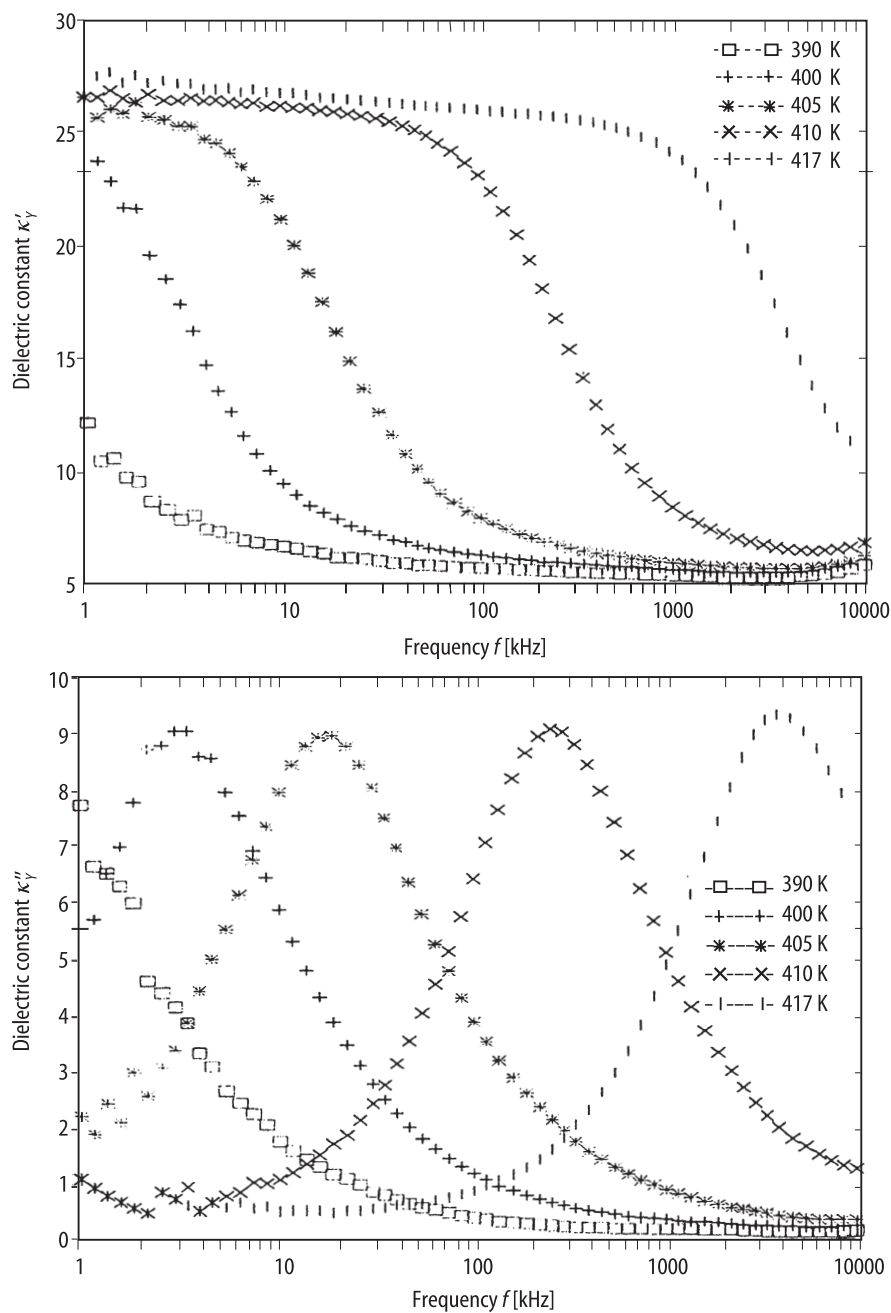 30
25
20
15
10
5
Dielectric constant κ′γ
390 K
400 K
405 K
410 K
417 K
1 10 100 1000 10000
Frequency f [kHz]
10
9
8
7
6
5
4
3
2
1
0
Dielectric constant κ″γ
390 K
400 K
405 K
410 K
417 K
1 10 100 1000 10000
Frequency f [kHz]